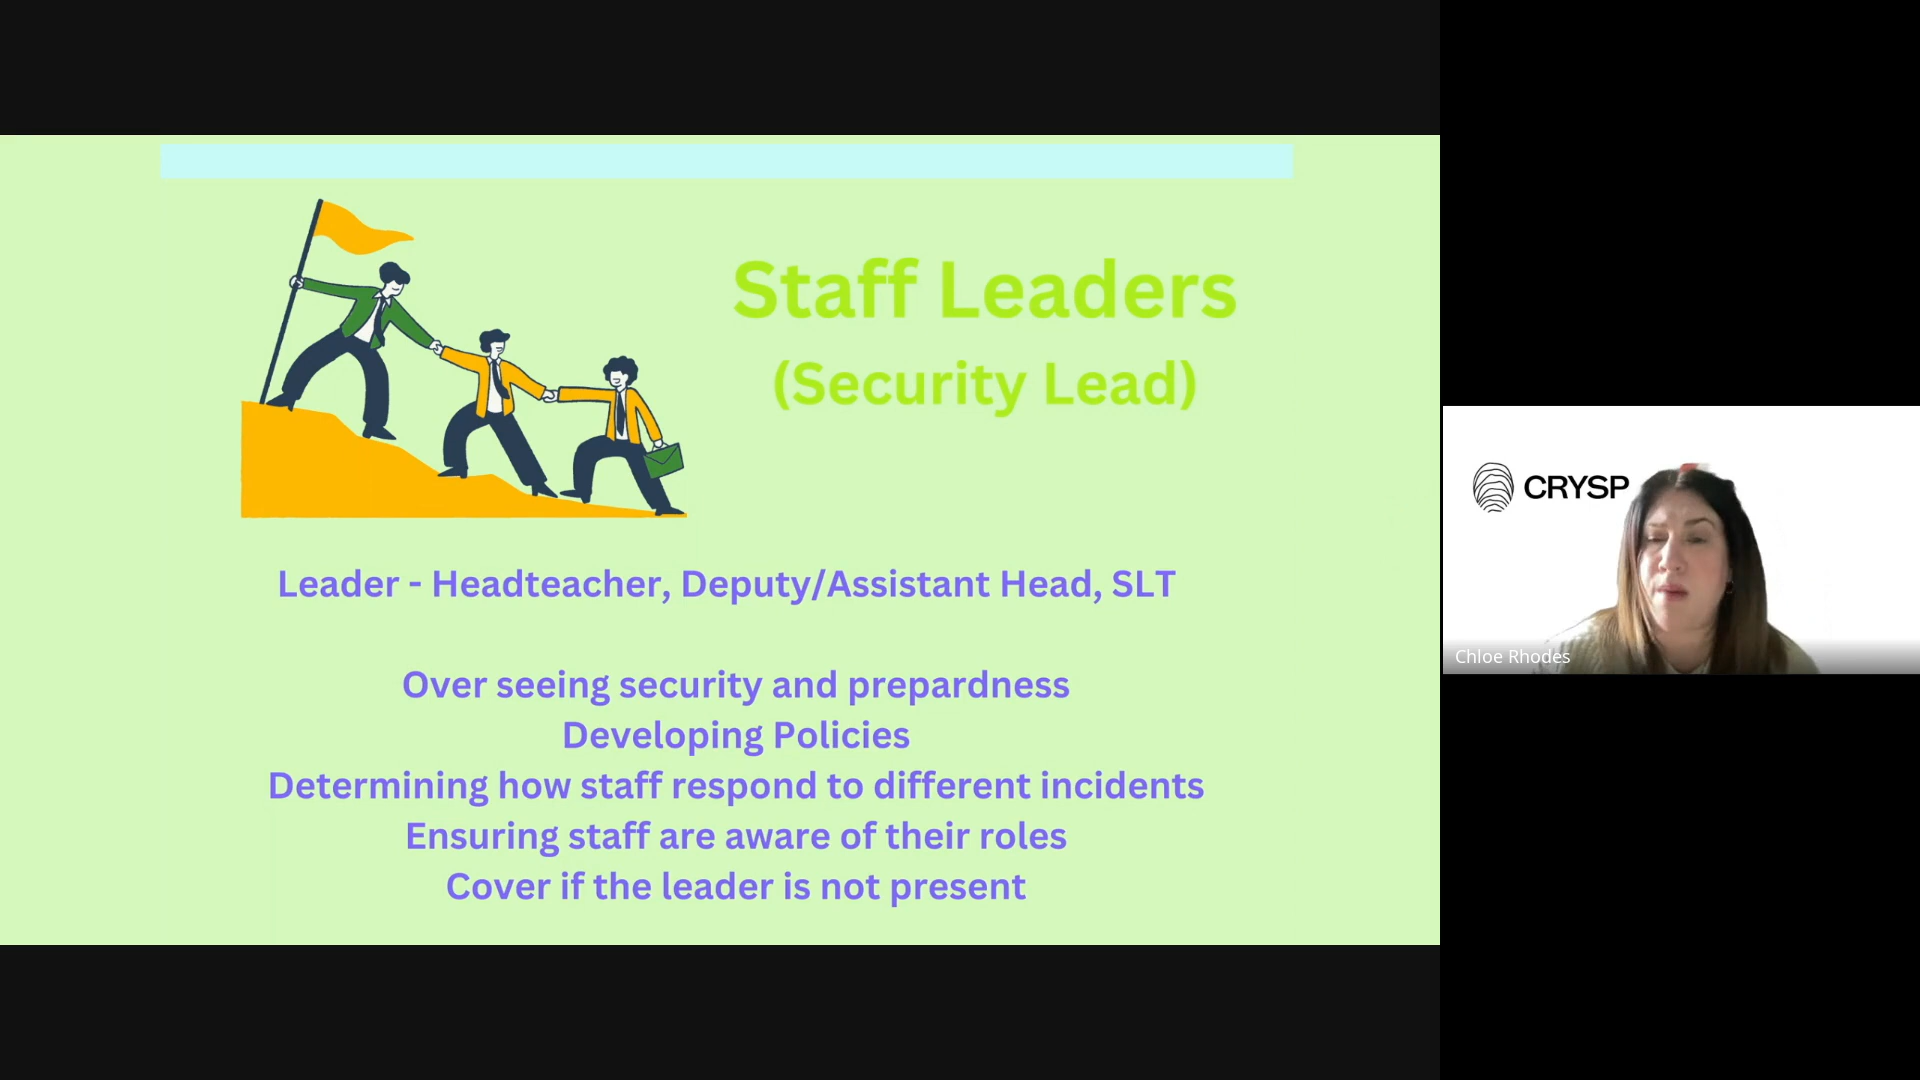 Staff Leaders
(Security Lead)
Leader - Headteacher, Deputy/Assistant Head, SLT
Over seeing security and prepardness
Developing Policies
Determining how staff respond to different incidents
Ensuring staff are aware of their roles
Cover if the leader is not present
CRYSP
Chloe Rhodes